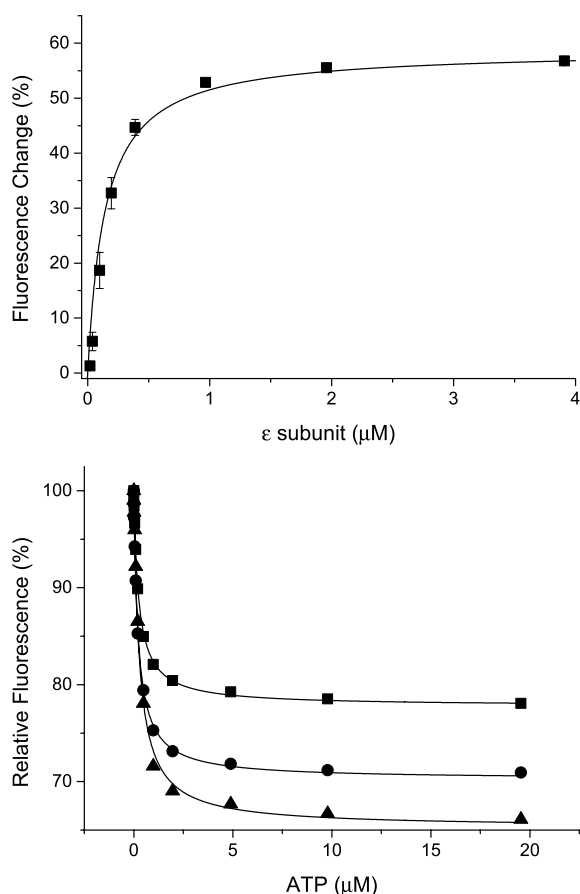 60
50
40
30
20
10
0
Fluorescence Change (%)
0 1 2 3 4
ε subunit (μM)
100
90
80
70
Relative Fluorescence (%)
0 5 10 15 20
ATP (μM)